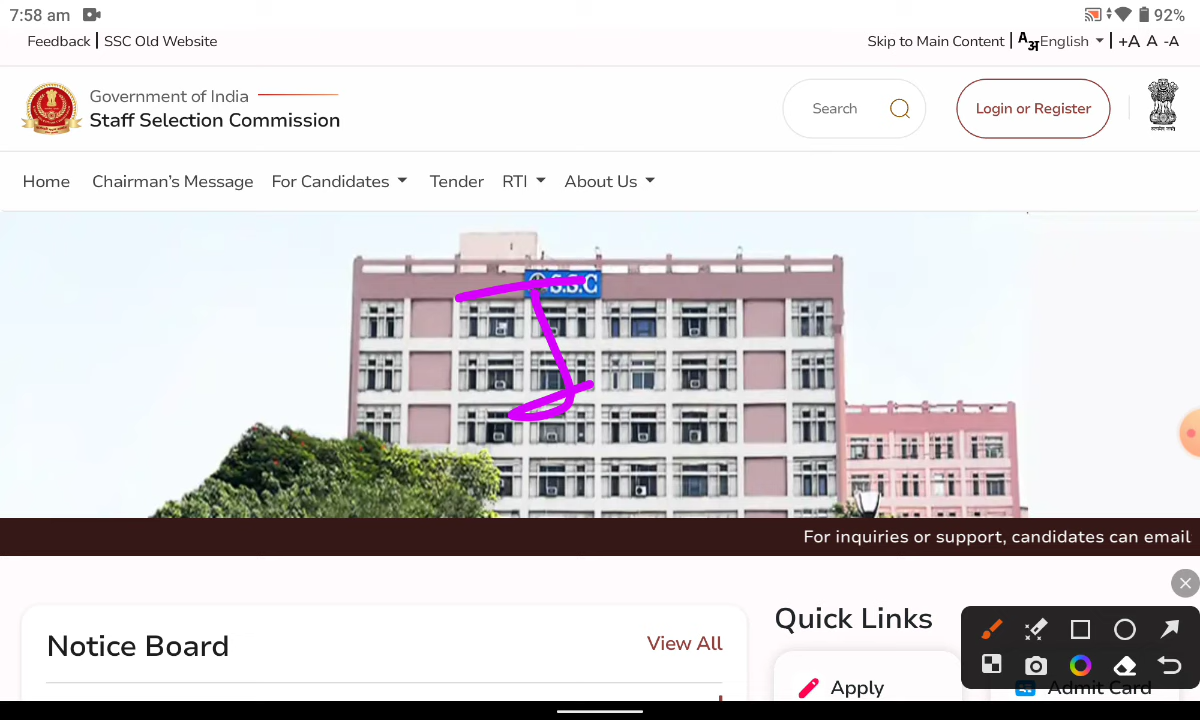 7:58 am 92%
Feedback | SSC Old Website Skip to Main Content | A अ English | +A A -A
Government of India
Staff Selection Commission
Search Login or Register
Home Chairman's Message For Candidates Tender RTI About Us
S.S.C
For inquiries or support, candidates can email
Notice Board View All Quick Links
Apply Admit Card